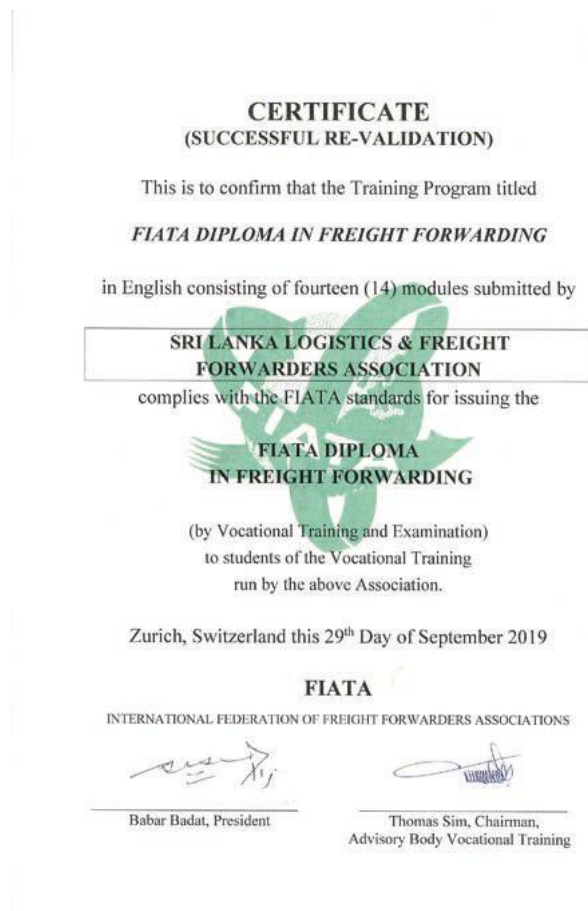 CERTIFICATE
(SUCCESSFUL RE-VALIDATION)
This is to confirm that the Training Program titled
FIATA DIPLOMA IN FREIGHT FORWARDING
in English consisting of fourteen (14) modules submitted by
SRI LANKA LOGISTICS & FREIGHT
FORWARDERS ASSOCIATION
complies with the FIATA standards for issuing the
FIATA
FIATA DIPLOMA
IN FREIGHT FORWARDING
(by Vocational Training and Examination)
to students of the Vocational Training
run by the above Association.
Zurich, Switzerland this 29th Day of September 2019
FIATA
INTERNATIONAL FEDERATION OF FREIGHT FORWARDERS ASSOCIATIONS
Babar Badat, President
Thomas Sim, Chairman,
Advisory Body Vocational Training